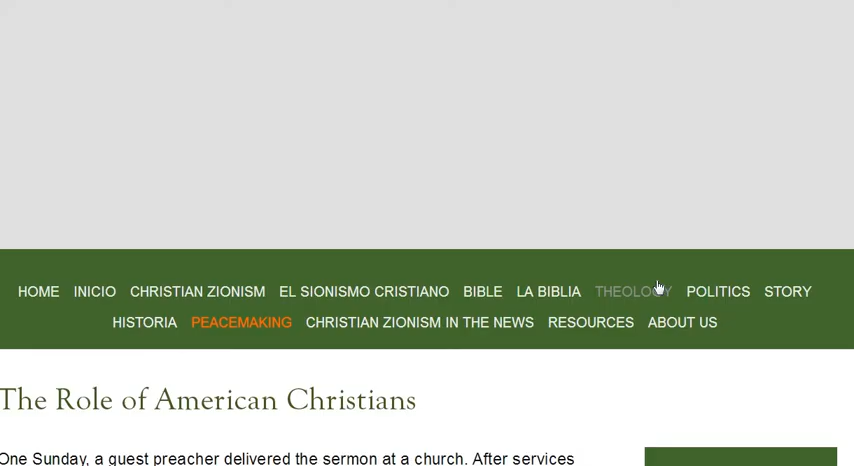 HOME INICIO CHRISTIAN ZIONISM EL SIONISMO CRISTIANO BIBLE LA BIBLIA THEOLOGY POLITICS STORY
HISTORIA PEACEMAKING CHRISTIAN ZIONISM IN THE NEWS RESOURCES ABOUT US
The Role of American Christians
One Sunday, a guest preacher delivered the sermon at a church. After services